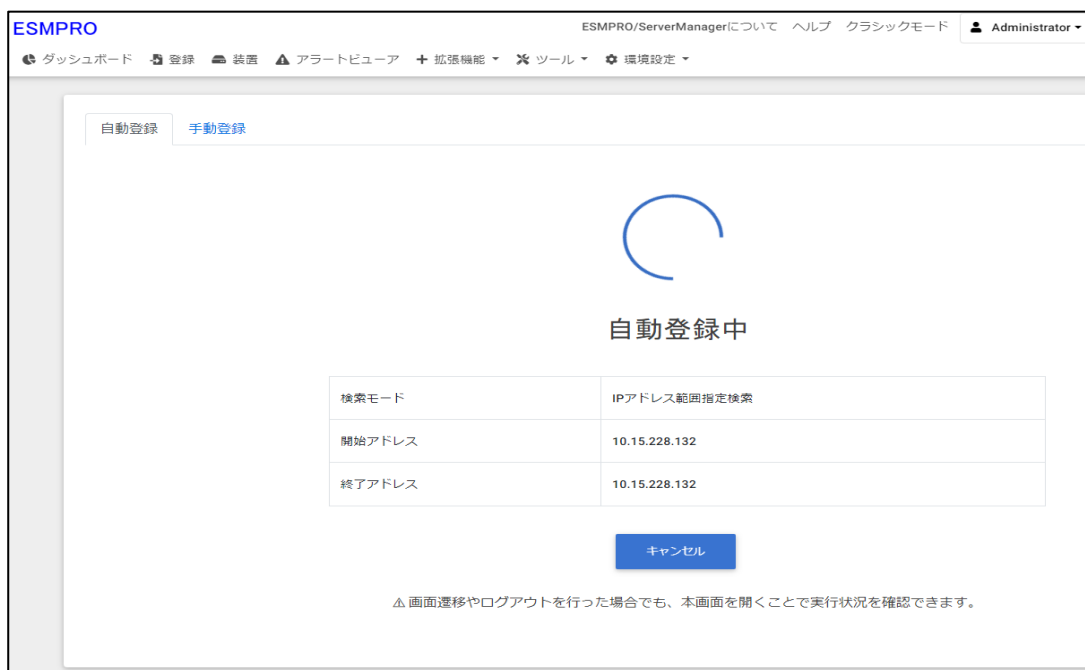 ESMPRO
ESMPRO/ServerManagerについて ヘルプ クラシックモード Administrator
ダッシュボード 登録 装置 アラートビューア 拡張機能 ツール 環境設定
自動登録 手動登録
自動登録中
検索モード IPアドレス範囲指定検索
開始アドレス 10.15.228.132
終了アドレス 10.15.228.132
キャンセル
画面遷移やログアウトを行った場合でも、本画面を開くことで実行状況を確認できます。